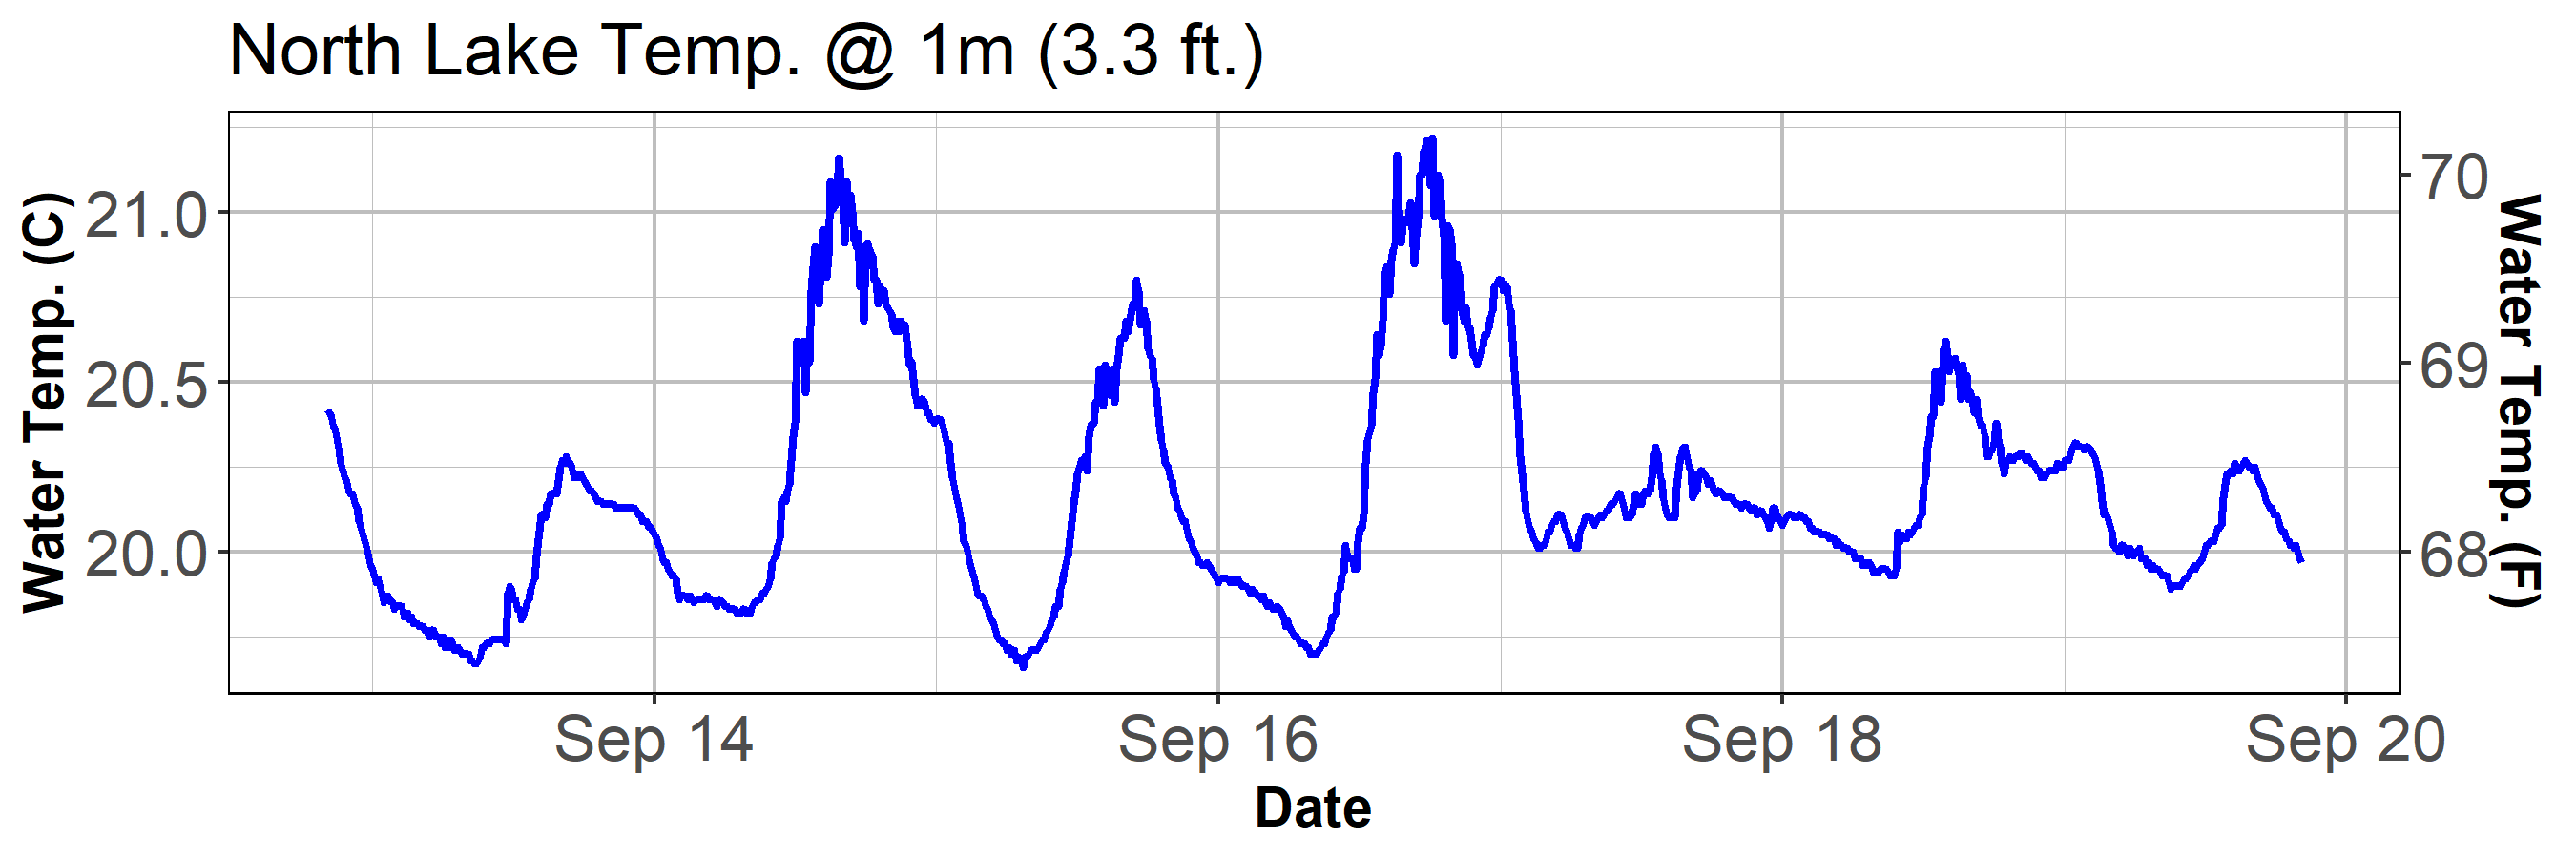 North Lake Temp. @ 1m (3.3 ft.)
Water Temp. (C)
21.0
20.5
20.0
70
69
68
Water Temp. (F)
Sep 14
Sep 16
Sep 18
Sep 20
Date